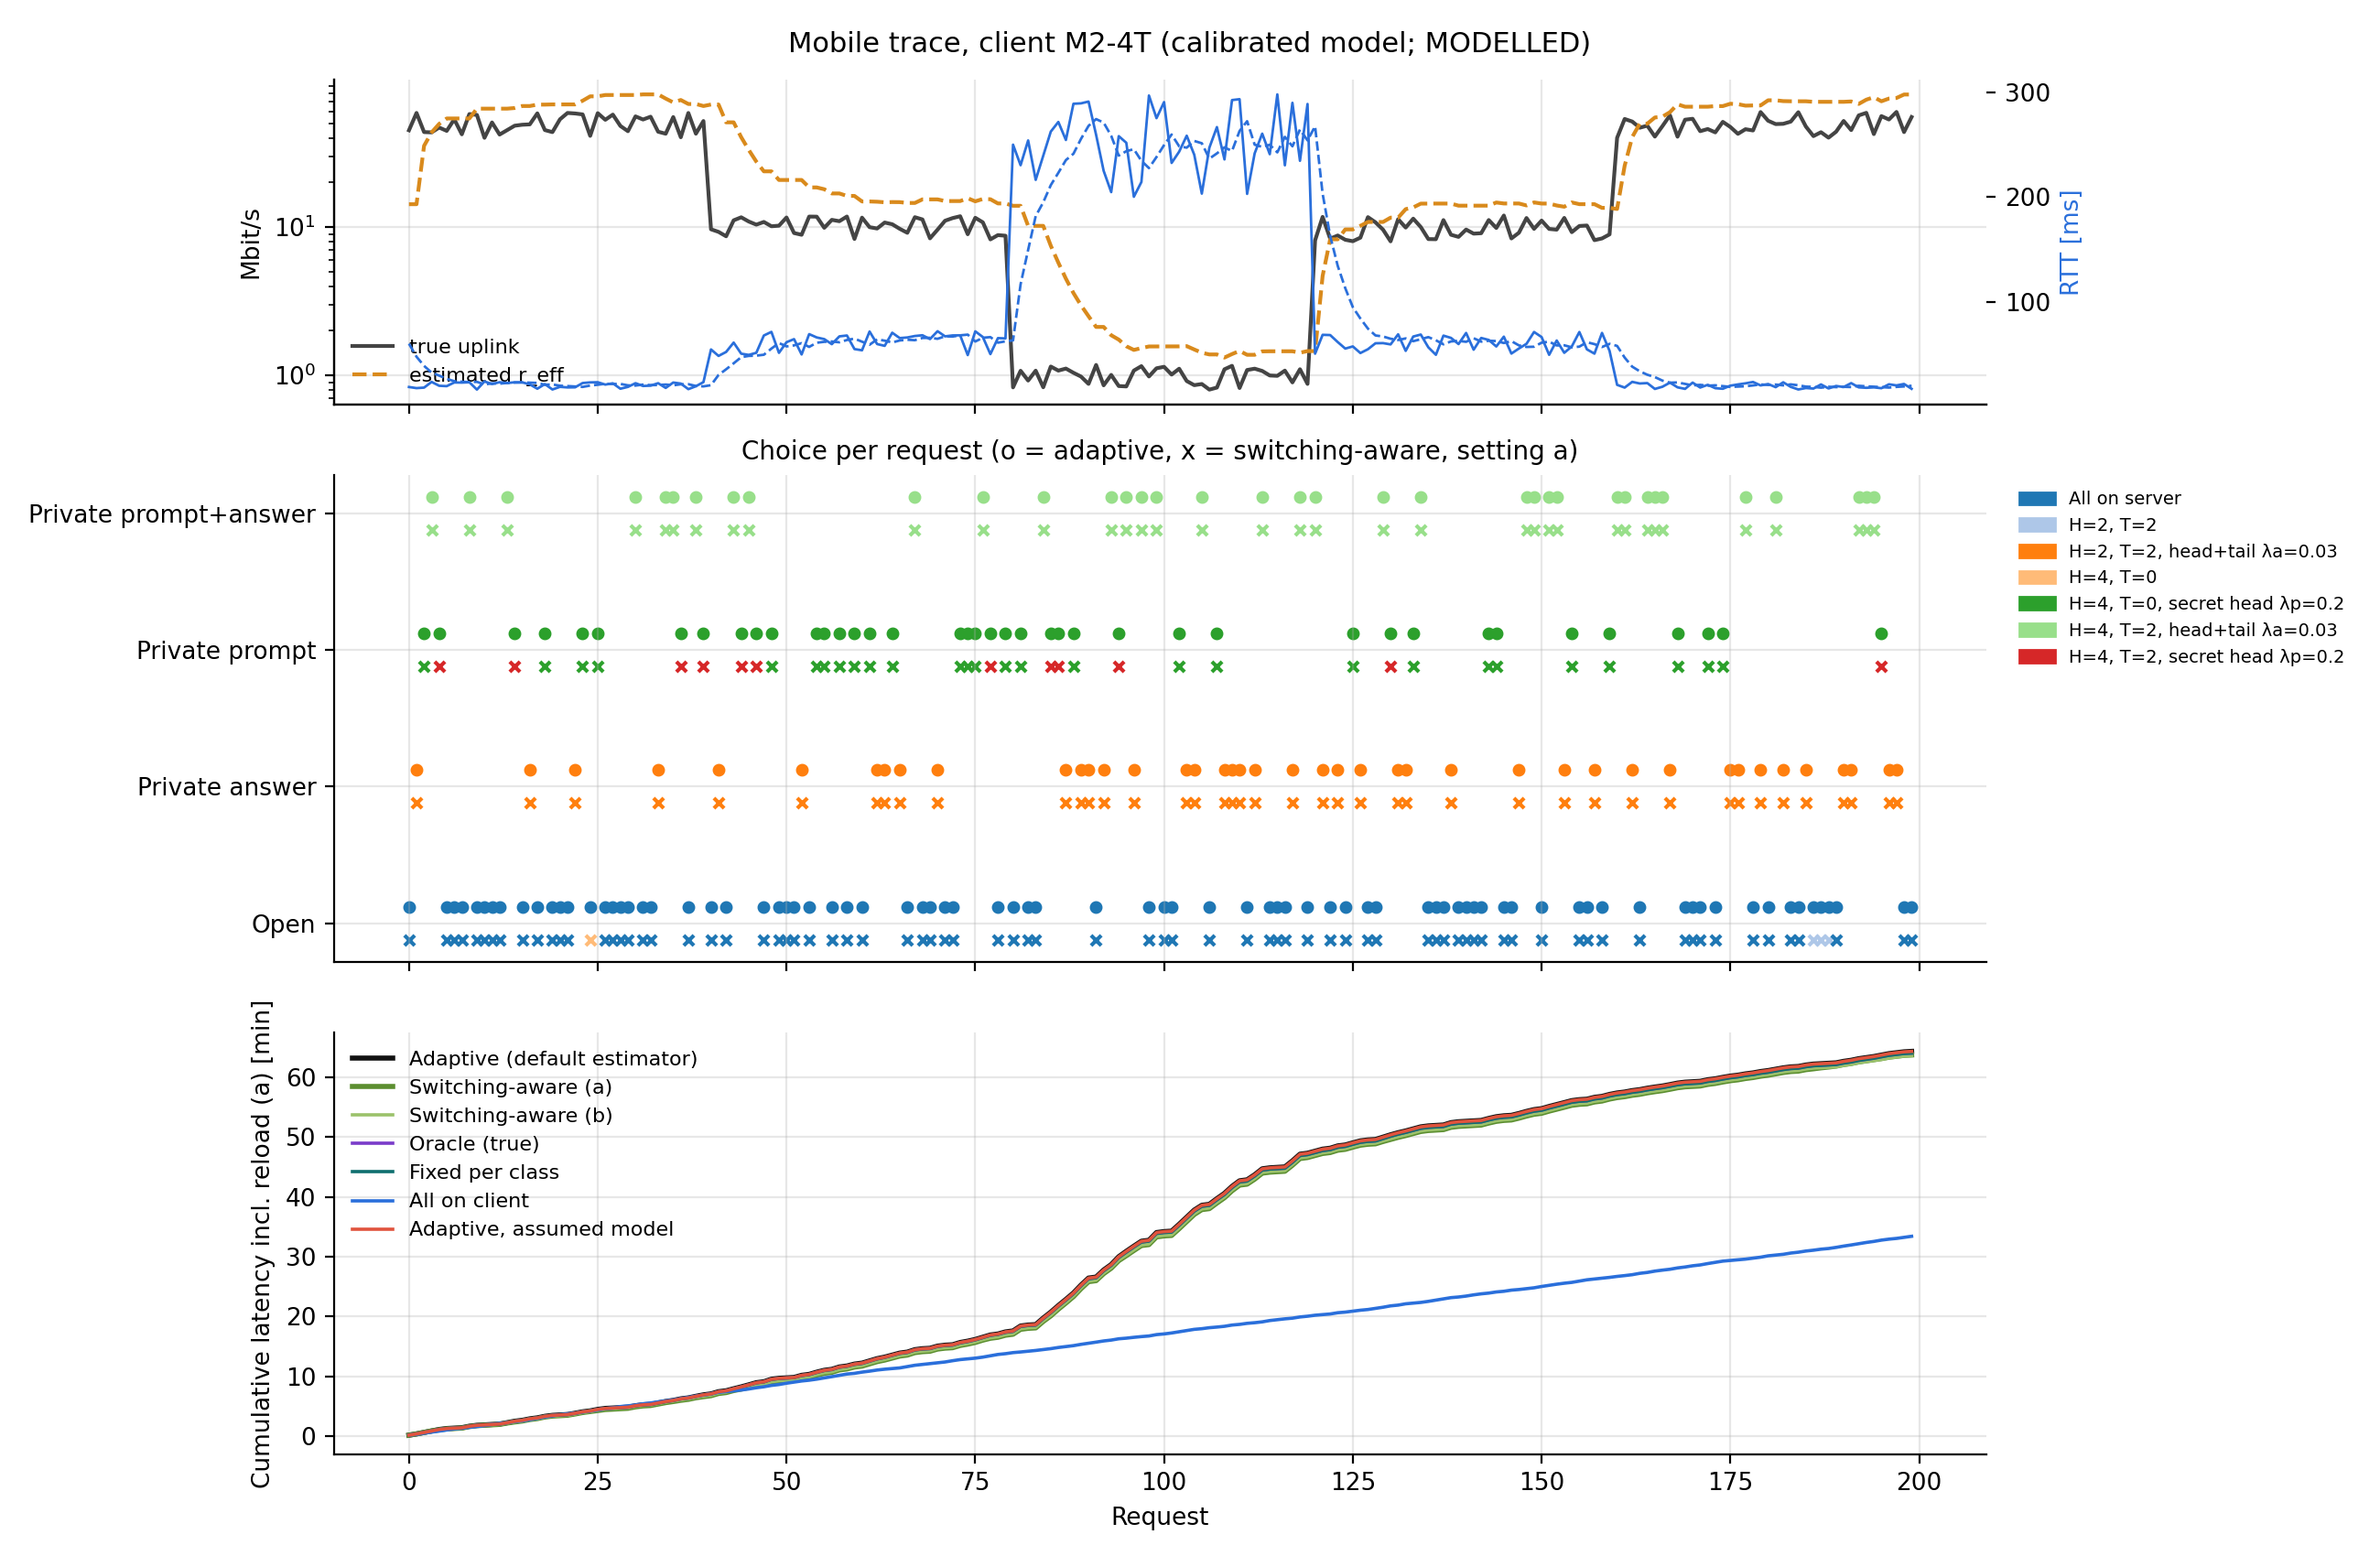 Mobile trace, client M2-4T (calibrated model; MODELLED)
Mbit/s
10¹
10⁰
true uplink
estimated r_eff
300
200
100
RTT [ms]
Choice per request (o = adaptive, x = switching-aware, setting a)
Private prompt+answer
Private prompt
Private answer
Open
All on server
H=2, T=2
H=2, T=2, head+tail λa=0.03
H=4, T=0
H=4, T=0, secret head λp=0.2
H=4, T=2, head+tail λa=0.03
H=4, T=2, secret head λp=0.2
Cumulative latency incl. reload (a) [min]
60
50
40
30
20
10
0
Adaptive (default estimator)
Switching-aware (a)
Switching-aware (b)
Oracle (true)
Fixed per class
All on client
Adaptive, assumed model
0 25 50 75 100 125 150 175 200
Request